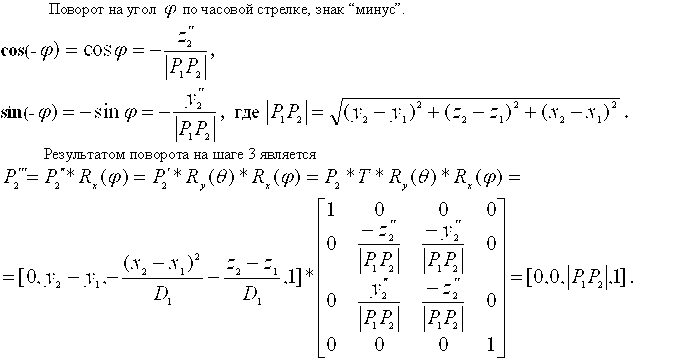 Поворот на угол φ по часовой стрелке, знак “минус”.
cos(-φ) = cosφ = -z₂''/|P₁P₂|,
sin(-φ) = -sinφ = -y₂''/|P₁P₂|, где |P₁P₂| = √((y₂-y₁)²+(z₂-z₁)²+(x₂-x₁)²).
Результатом поворота на шаге 3 является
P₂'''= P₂''* Rₓ(φ) = P₂'* R_y(θ)* Rₓ(φ) = P₂ *T* R_y(θ)* Rₓ(φ) =
=[0, y₂-y₁, -(x₂-x₁)²/D₁ - z₂-z₁/D₁, 1]* [1 0 0 0; 0 -z₂''/|P₁P₂| -y₂''/|P₁P₂| 0; 0 y₂''/|P₁P₂| -z₂''/|P₁P₂| 0; 0 0 0 1] =[0,0,|P₁P₂|,1].